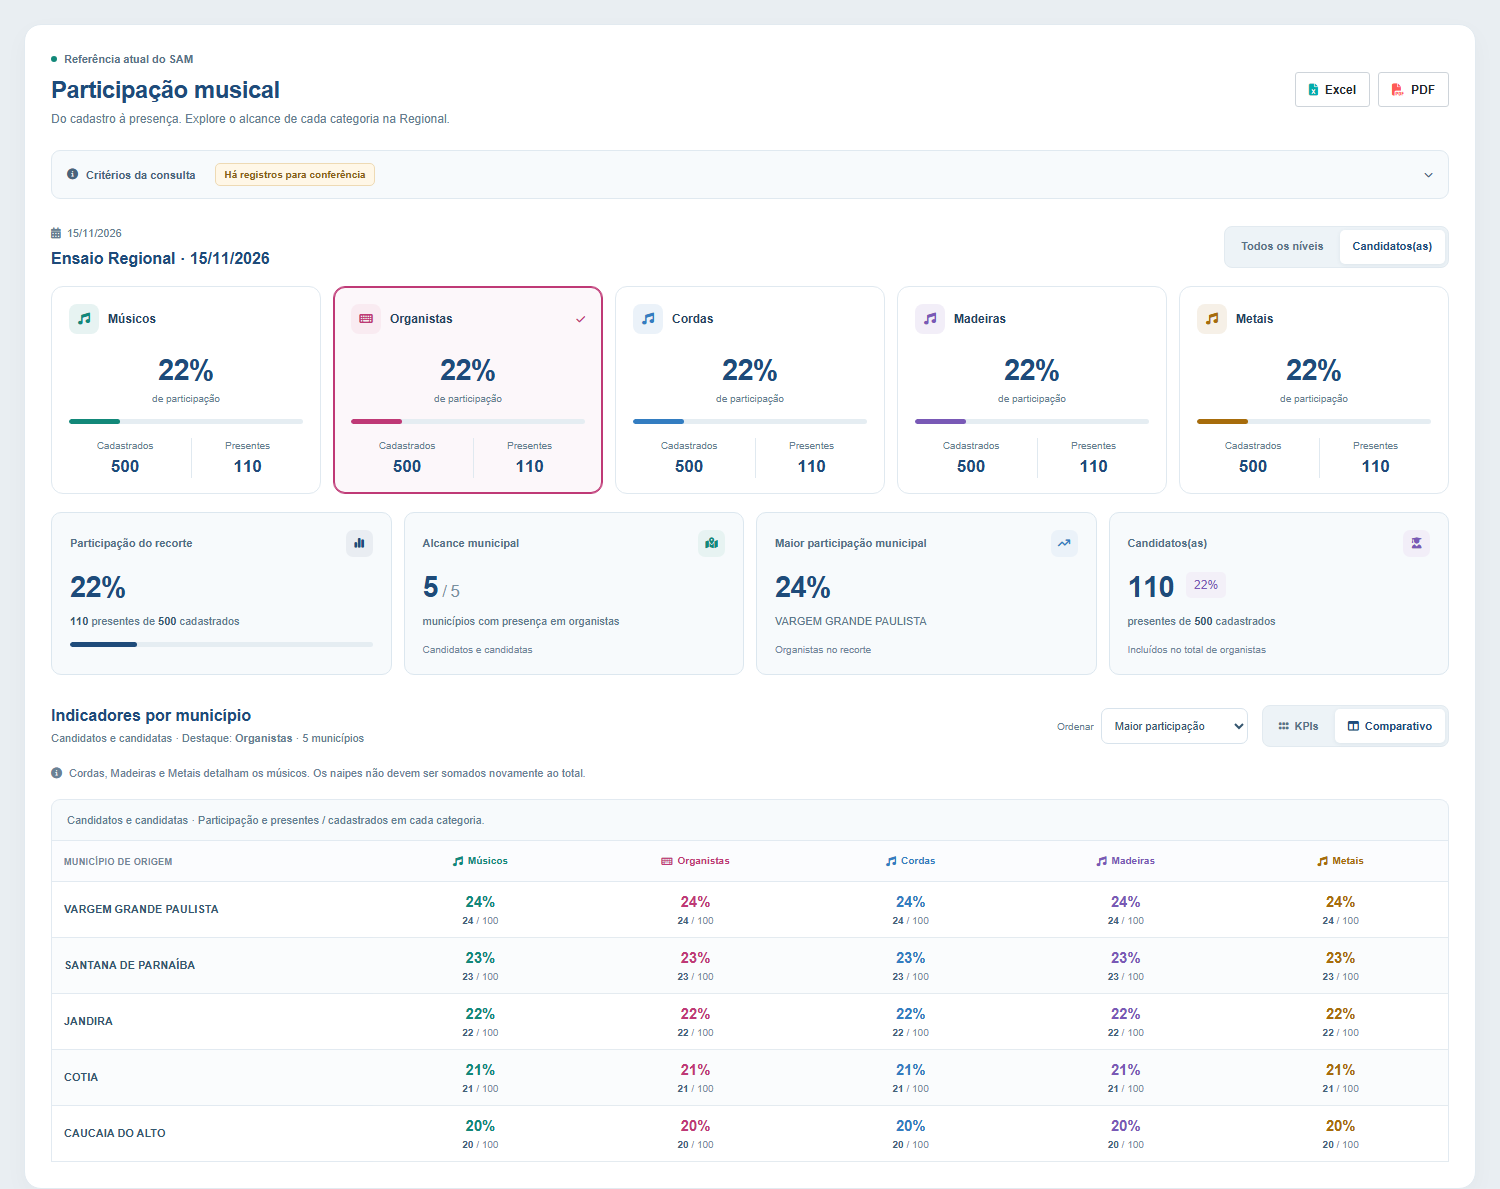 Referência atual do SAM
Participação musical
Do cadastro à presença. Explore o alcance de cada categoria na Regional.
Excel
PDF
Critérios da consulta
Há registros para conferência
15/11/2026
Ensaio Regional · 15/11/2026
Todos os níveis
Candidatos(as)
Músicos
22%
de participação
Cadastrados
500
Presentes
110
Organistas
22%
de participação
Cadastrados
500
Presentes
110
Cordas
22%
de participação
Cadastrados
500
Presentes
110
Madeiras
22%
de participação
Cadastrados
500
Presentes
110
Metais
22%
de participação
Cadastrados
500
Presentes
110
Participação do recorte
22%
110 presentes de 500 cadastrados
Alcance municipal
5 / 5
municípios com presença em organistas
Candidatos e candidatas
Maior participação municipal
24%
VARGEM GRANDE PAULISTA
Organistas no recorte
Candidatos(as)
110 22%
presentes de 500 cadastrados
Incluídos no total de organistas
Indicadores por município
Candidatos e candidatas · Destaque: Organistas · 5 municípios
Ordenar
Maior participação
KPIs
Comparativo
Cordas, Madeiras e Metais detalham os músicos. Os naipes não devem ser somados novamente ao total.
Candidatos e candidatas · Participação e presentes / cadastrados em cada categoria.
MUNICÍPIO DE ORIGEM Músicos Organistas Cordas Madeiras Metais
VARGEM GRANDE PAULISTA
24% 24% 24% 24% 24%
24 / 100 24 / 100 24 / 100 24 / 100 24 / 100
SANTANA DE PARNAÍBA
23% 23% 23% 23% 23%
23 / 100 23 / 100 23 / 100 23 / 100 23 / 100
JANDIRA
22% 22% 22% 22% 22%
22 / 100 22 / 100 22 / 100 22 / 100 22 / 100
COTIA
21% 21% 21% 21% 21%
21 / 100 21 / 100 21 / 100 21 / 100 21 / 100
CAUCAIA DO ALTO
20% 20% 20% 20% 20%
20 / 100 20 / 100 20 / 100 20 / 100 20 / 100